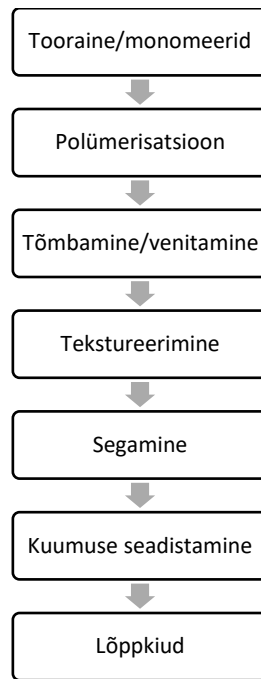 Tooraine/monomeerid
Polümerisatsioon
Tõmbamine/venitamine
Tekstureerimine
Segamine
Kuumuse seadistamine
Lõppkiud